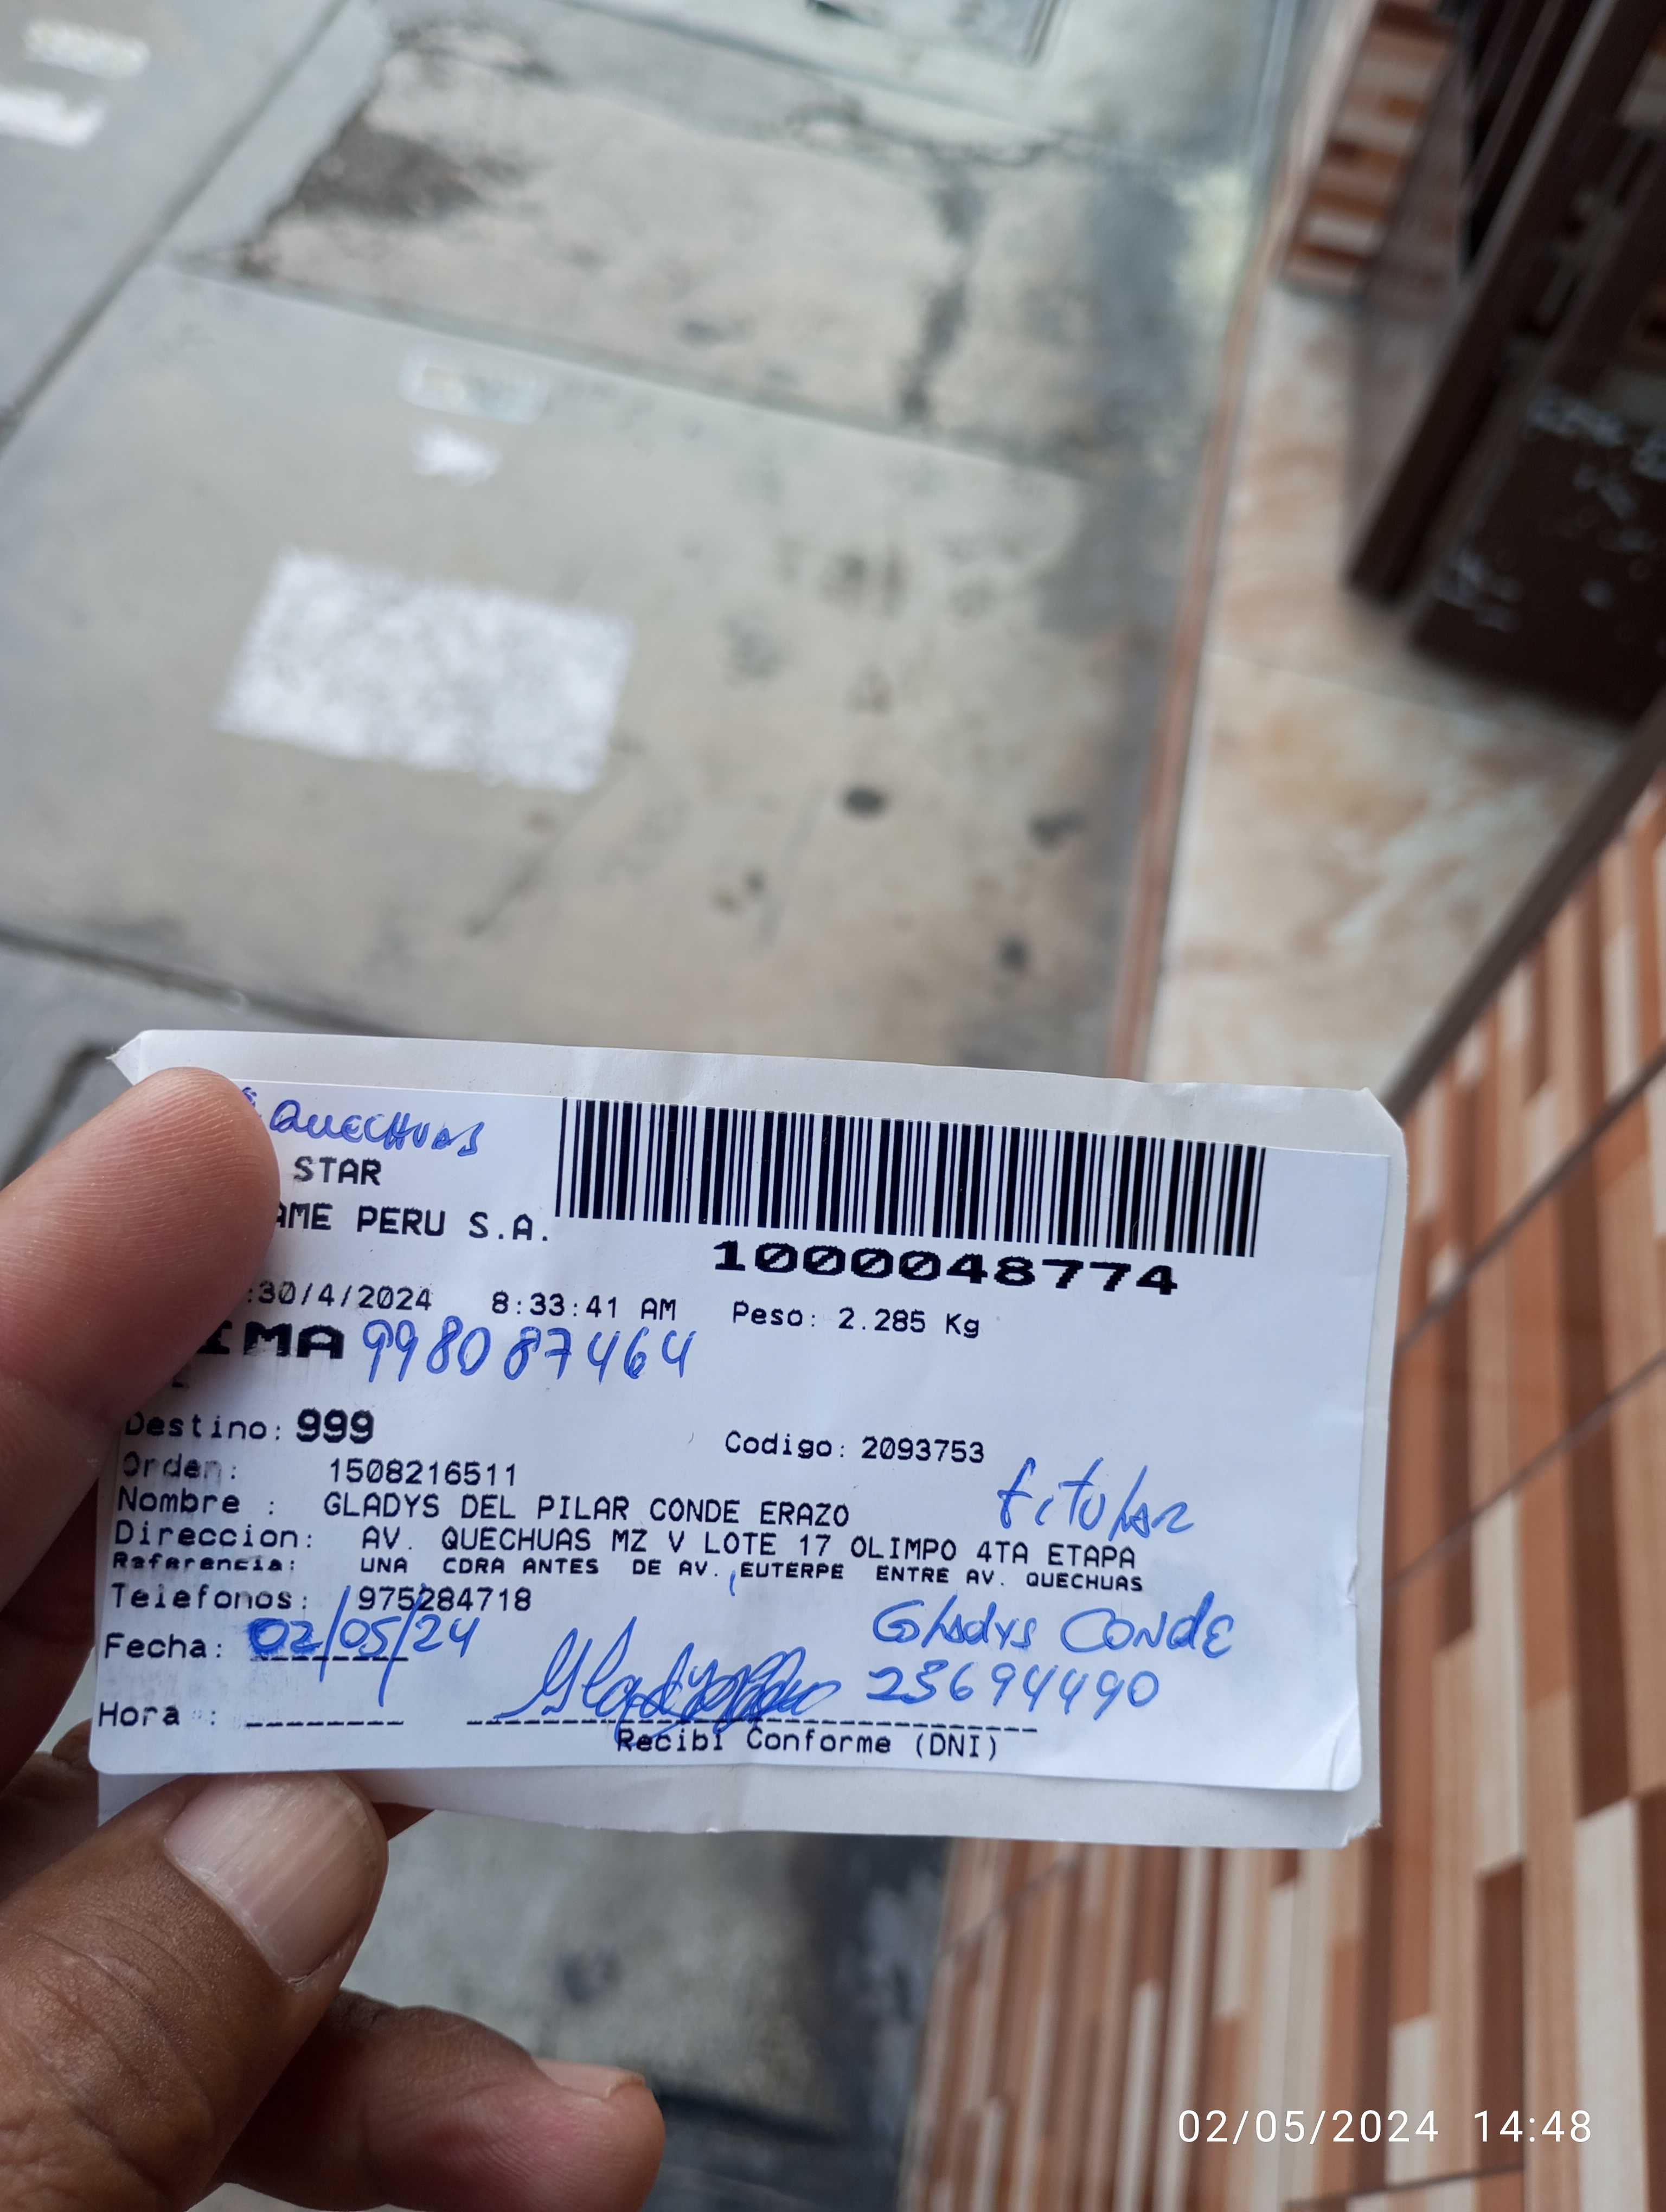 QUECHUAS
STAR
AME PERU S.A.
1000048774
:30/4/2024 8:33:41 AM Peso: 2.285 Kg
IMA 998087464
Destino: 999
Codigo: 2093753
Orden: 1508216511
titular
Nombre : GLADYS DEL PILAR CONDE ERAZO
Direccion: AV. QUECHUAS MZ V LOTE 17 OLIMPO 4TA ETAPA
Referencia: UNA CDRA ANTES DE AV. EUTERPE ENTRE AV. QUECHUAS
Telefonos: 975284718
Gladys CONdE
Fecha: 02/05/24
23694490
Hora :
Recibi Conforme (DNI)
02/05/2024 14:48